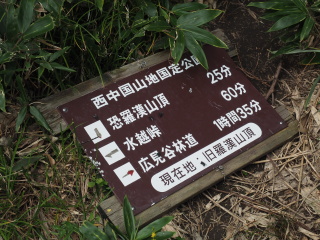 西中国山地国定公
恐羅漢山頂 25分
水越峠 60分
広見谷林道 1時間35分
現在地：旧羅漢山頂